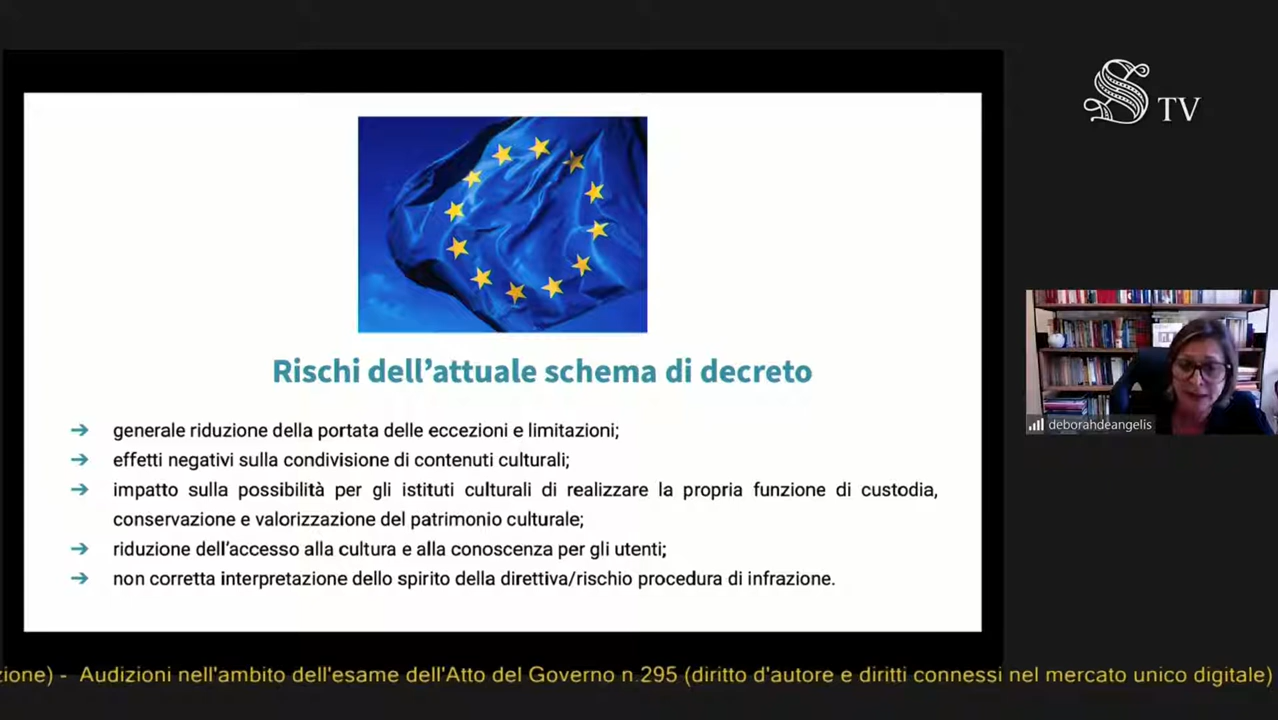 S TV
Rischi dell'attuale schema di decreto
➔ generale riduzione della portata delle eccezioni e limitazioni;
➔ effetti negativi sulla condivisione di contenuti culturali;
➔ impatto sulla possibilità per gli istituti culturali di realizzare la propria funzione di custodia,
conservazione e valorizzazione del patrimonio culturale;
➔ riduzione dell'accesso alla cultura e alla conoscenza per gli utenti;
➔ non corretta interpretazione dello spirito della direttiva/rischio procedura di infrazione.
deborahdeangelis
zione) - Audizioni nell'ambito dell'esame dell'Atto del Governo n.295 (diritto d'autore e diritti connessi nel mercato unico digitale)